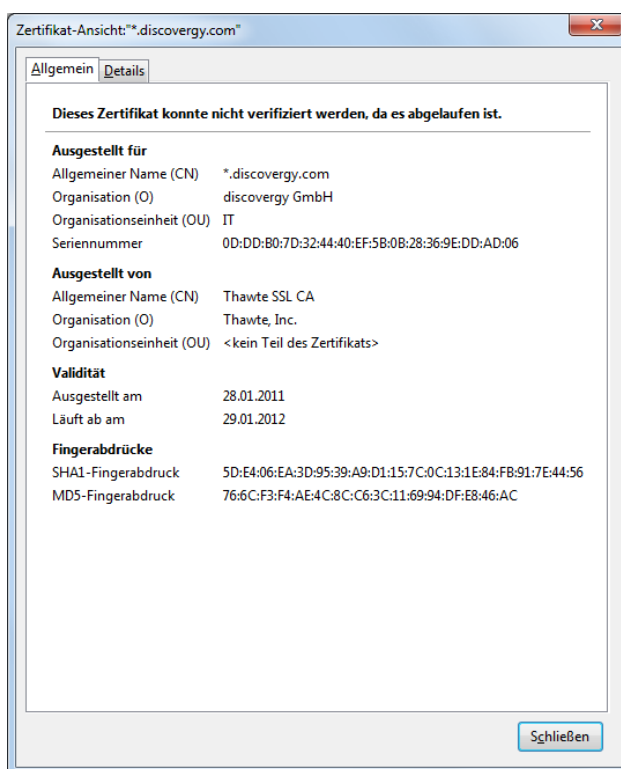 Zertifikat-Ansicht:"*.discovergy.com"
Allgemein Details
Dieses Zertifikat konnte nicht verifiziert werden, da es abgelaufen ist.
Ausgestellt für
Allgemeiner Name (CN) *.discovergy.com
Organisation (O) discovergy GmbH
Organisationseinheit (OU) IT
Seriennummer 0D:DD:B0:7D:32:44:40:EF:5B:0B:28:36:9E:DD:AD:06
Ausgestellt von
Allgemeiner Name (CN) Thawte SSL CA
Organisation (O) Thawte, Inc.
Organisationseinheit (OU) <kein Teil des Zertifikats>
Validität
Ausgestellt am 28.01.2011
Läuft ab am 29.01.2012
Fingerabdrücke
SHA1-Fingerabdruck 5D:E4:06:EA:3D:95:39:A9:D1:15:7C:0C:13:1E:84:FB:91:7E:44:56
MD5-Fingerabdruck 76:6C:F3:F4:AE:4C:8C:C6:3C:11:69:94:DF:E8:46:AC
Schließen